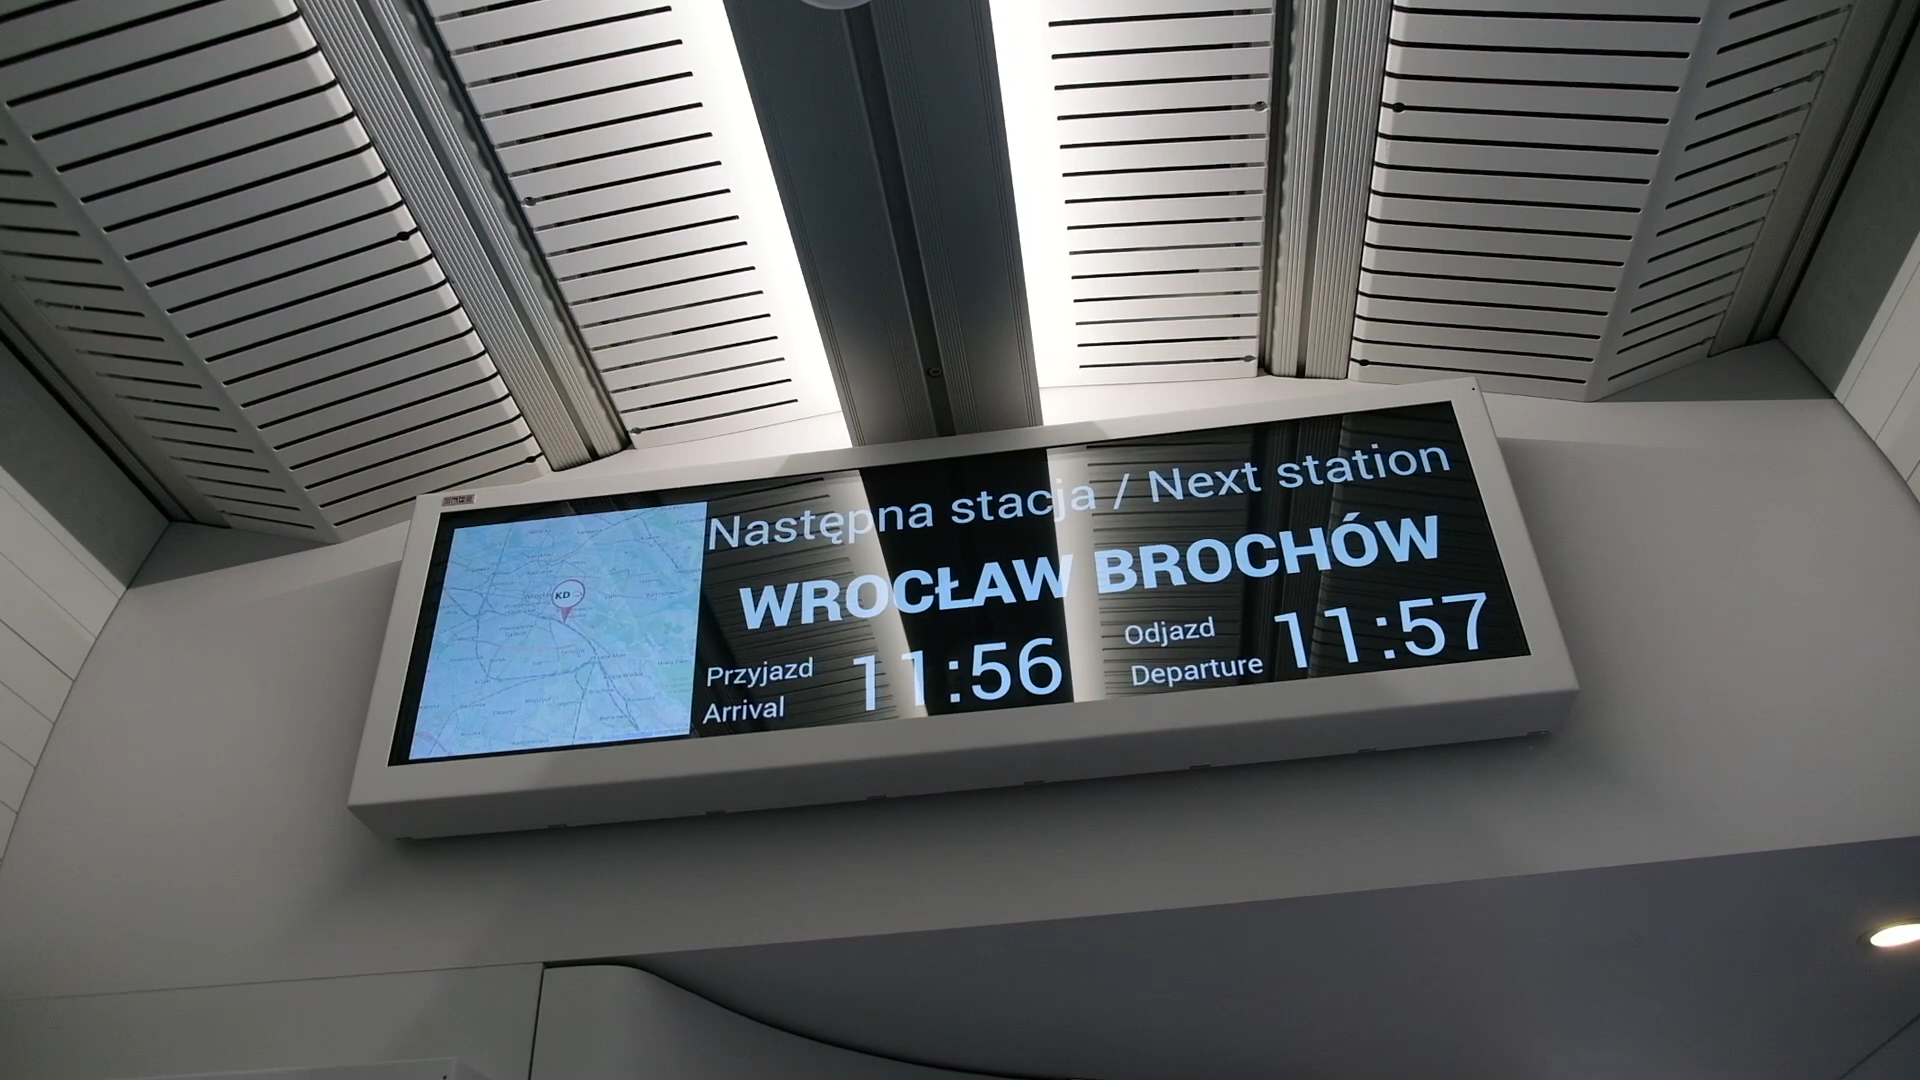 Następna stacja / Next station
WROCŁAW BROCHÓW
Przyjazd
Arrival
11:56
Odjazd
Departure
11:57
KD